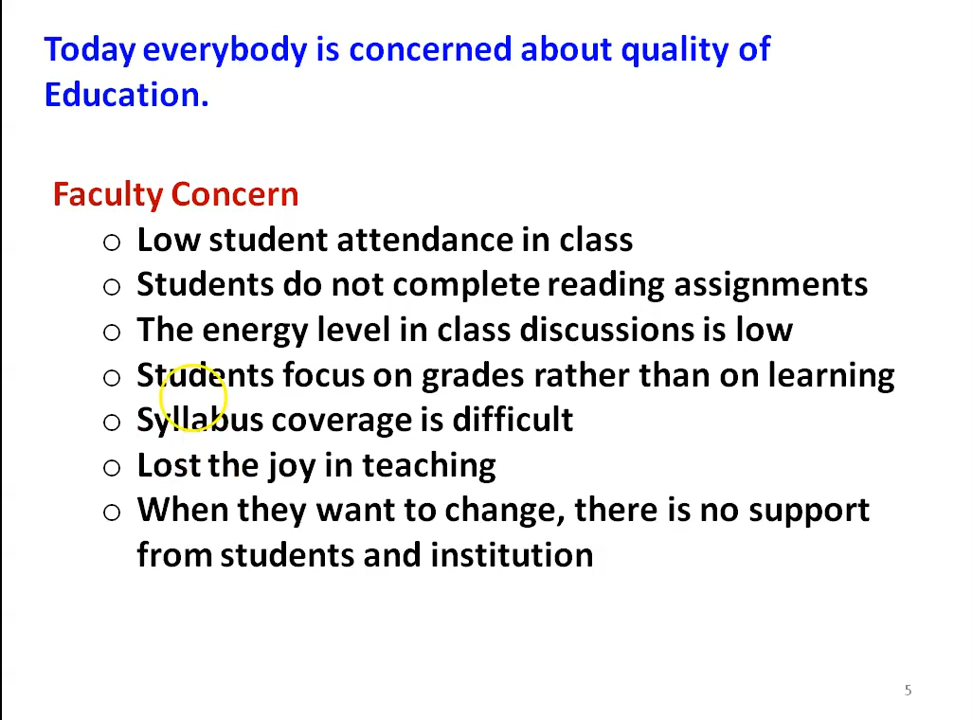 Today everybody is concerned about quality of
Education.
Faculty Concern
o Low student attendance in class
o Students do not complete reading assignments
o The energy level in class discussions is low
o Students focus on grades rather than on learning
o Syllabus coverage is difficult
o Lost the joy in teaching
o When they want to change, there is no support
from students and institution
5